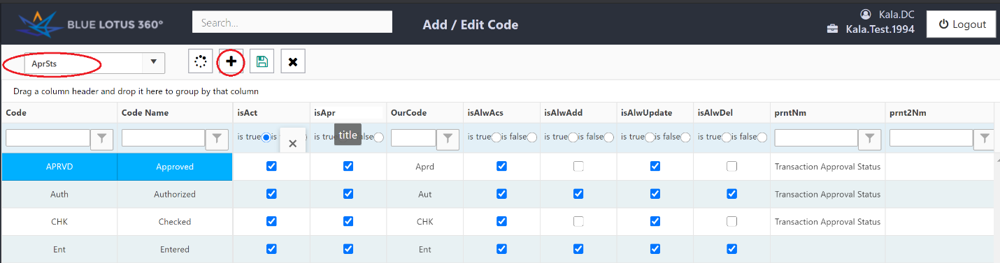 BLUE LOTUS 360°
Search...
Add / Edit Code
Kala.DC
Kala.Test.1994
Logout
AprSts
Drag a column header and drop it here to group by that column
Code Code Name isAct isApr OurCode isAlwAcs isAlwAdd isAlwUpdate isAlwDel prntNm prnt2Nm
is true is is true title alse is true is false is true is false is true is false is true is false
APRVD Approved Aprd Transaction Approval Status
Auth Authorized Aut Transaction Approval Status
CHK Checked CHK Transaction Approval Status
Ent Entered Ent